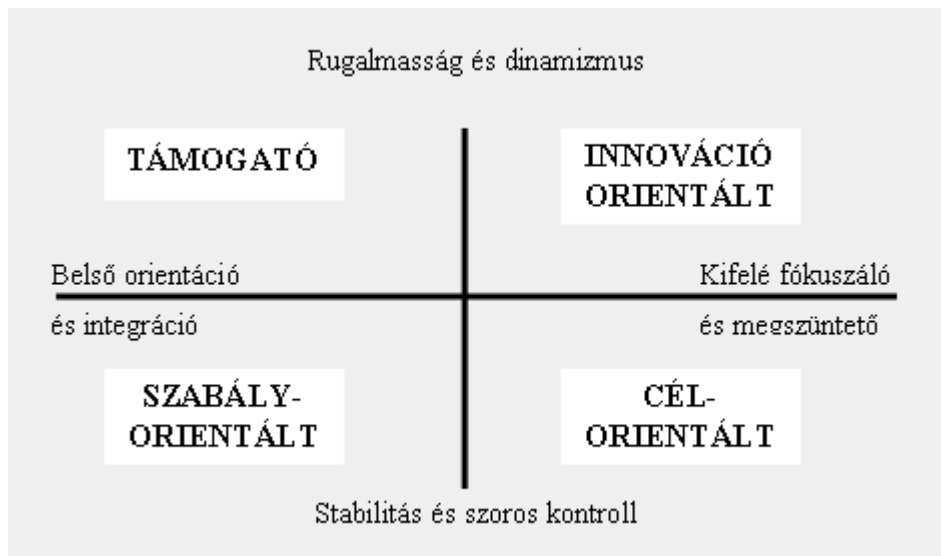 Rugalmasság és dinamizmus
TÁMOGATÓ
INNOVÁCIÓ
ORIENTÁLT
Belső orientáció
Kifelé fókuszáló
és integráció
és megszüntető
SZABÁLY-
ORIENTÁLT
CÉL-
ORIENTÁLT
Stabilitás és szoros kontroll